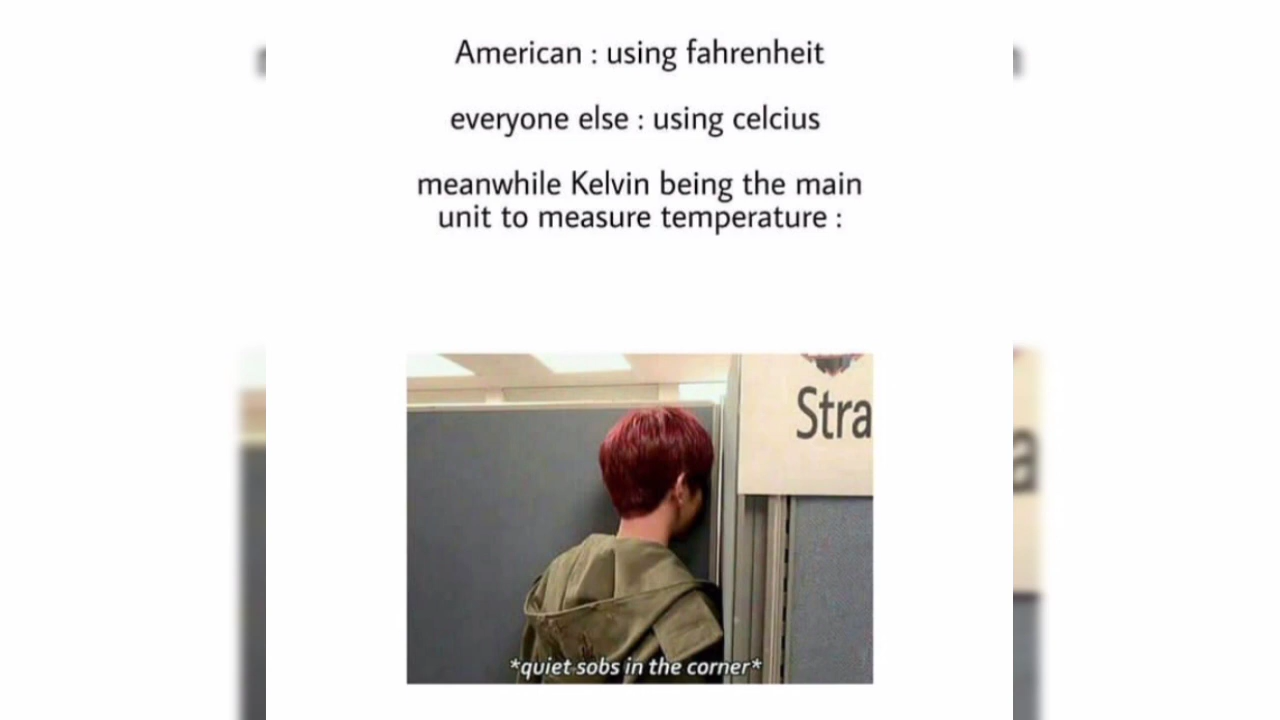 American : using fahrenheit
everyone else : using celcius
meanwhile Kelvin being the main
unit to measure temperature :
Stra
*quiet sobs in the corner*